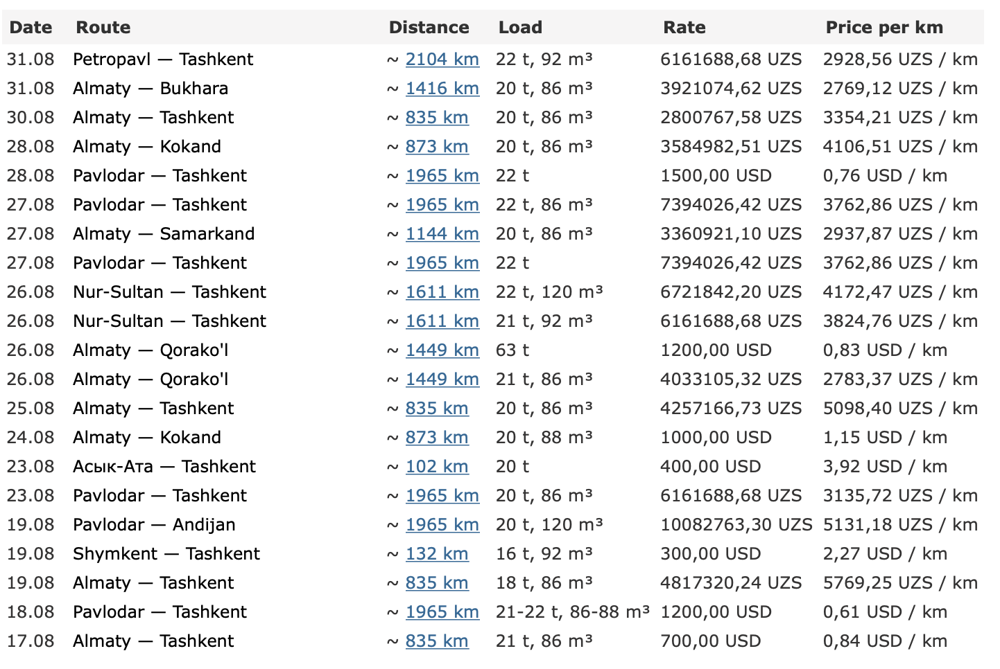 Date Route Distance Load Rate Price per km
31.08 Petropavl — Tashkent ~ 2104 km 22 t, 92 m³ 6161688,68 UZS 2928,56 UZS / km
31.08 Almaty — Bukhara ~ 1416 km 20 t, 86 m³ 3921074,62 UZS 2769,12 UZS / km
30.08 Almaty — Tashkent ~ 835 km 20 t, 86 m³ 2800767,58 UZS 3354,21 UZS / km
28.08 Almaty — Kokand ~ 873 km 20 t, 86 m³ 3584982,51 UZS 4106,51 UZS / km
28.08 Pavlodar — Tashkent ~ 1965 km 22 t 1500,00 USD 0,76 USD / km
27.08 Pavlodar — Tashkent ~ 1965 km 22 t, 86 m³ 7394026,42 UZS 3762,86 UZS / km
27.08 Almaty — Samarkand ~ 1144 km 20 t, 86 m³ 3360921,10 UZS 2937,87 UZS / km
27.08 Pavlodar — Tashkent ~ 1965 km 22 t 7394026,42 UZS 3762,86 UZS / km
26.08 Nur-Sultan — Tashkent ~ 1611 km 22 t, 120 m³ 6721842,20 UZS 4172,47 UZS / km
26.08 Nur-Sultan — Tashkent ~ 1611 km 21 t, 92 m³ 6161688,68 UZS 3824,76 UZS / km
26.08 Almaty — Qorako'l ~ 1449 km 63 t 1200,00 USD 0,83 USD / km
26.08 Almaty — Qorako'l ~ 1449 km 21 t, 86 m³ 4033105,32 UZS 2783,37 UZS / km
25.08 Almaty — Tashkent ~ 835 km 20 t, 86 m³ 4257166,73 UZS 5098,40 UZS / km
24.08 Almaty — Kokand ~ 873 km 20 t, 88 m³ 1000,00 USD 1,15 USD / km
23.08 Асык-Ата — Tashkent ~ 102 km 20 t 400,00 USD 3,92 USD / km
23.08 Pavlodar — Tashkent ~ 1965 km 20 t, 86 m³ 6161688,68 UZS 3135,72 UZS / km
19.08 Pavlodar — Andijan ~ 1965 km 20 t, 120 m³ 10082763,30 UZS 5131,18 UZS / km
19.08 Shymkent — Tashkent ~ 132 km 16 t, 92 m³ 300,00 USD 2,27 USD / km
19.08 Almaty — Tashkent ~ 835 km 18 t, 86 m³ 4817320,24 UZS 5769,25 UZS / km
18.08 Pavlodar — Tashkent ~ 1965 km 21-22 t, 86-88 m³ 1200,00 USD 0,61 USD / km
17.08 Almaty — Tashkent ~ 835 km 21 t, 86 m³ 700,00 USD 0,84 USD / km